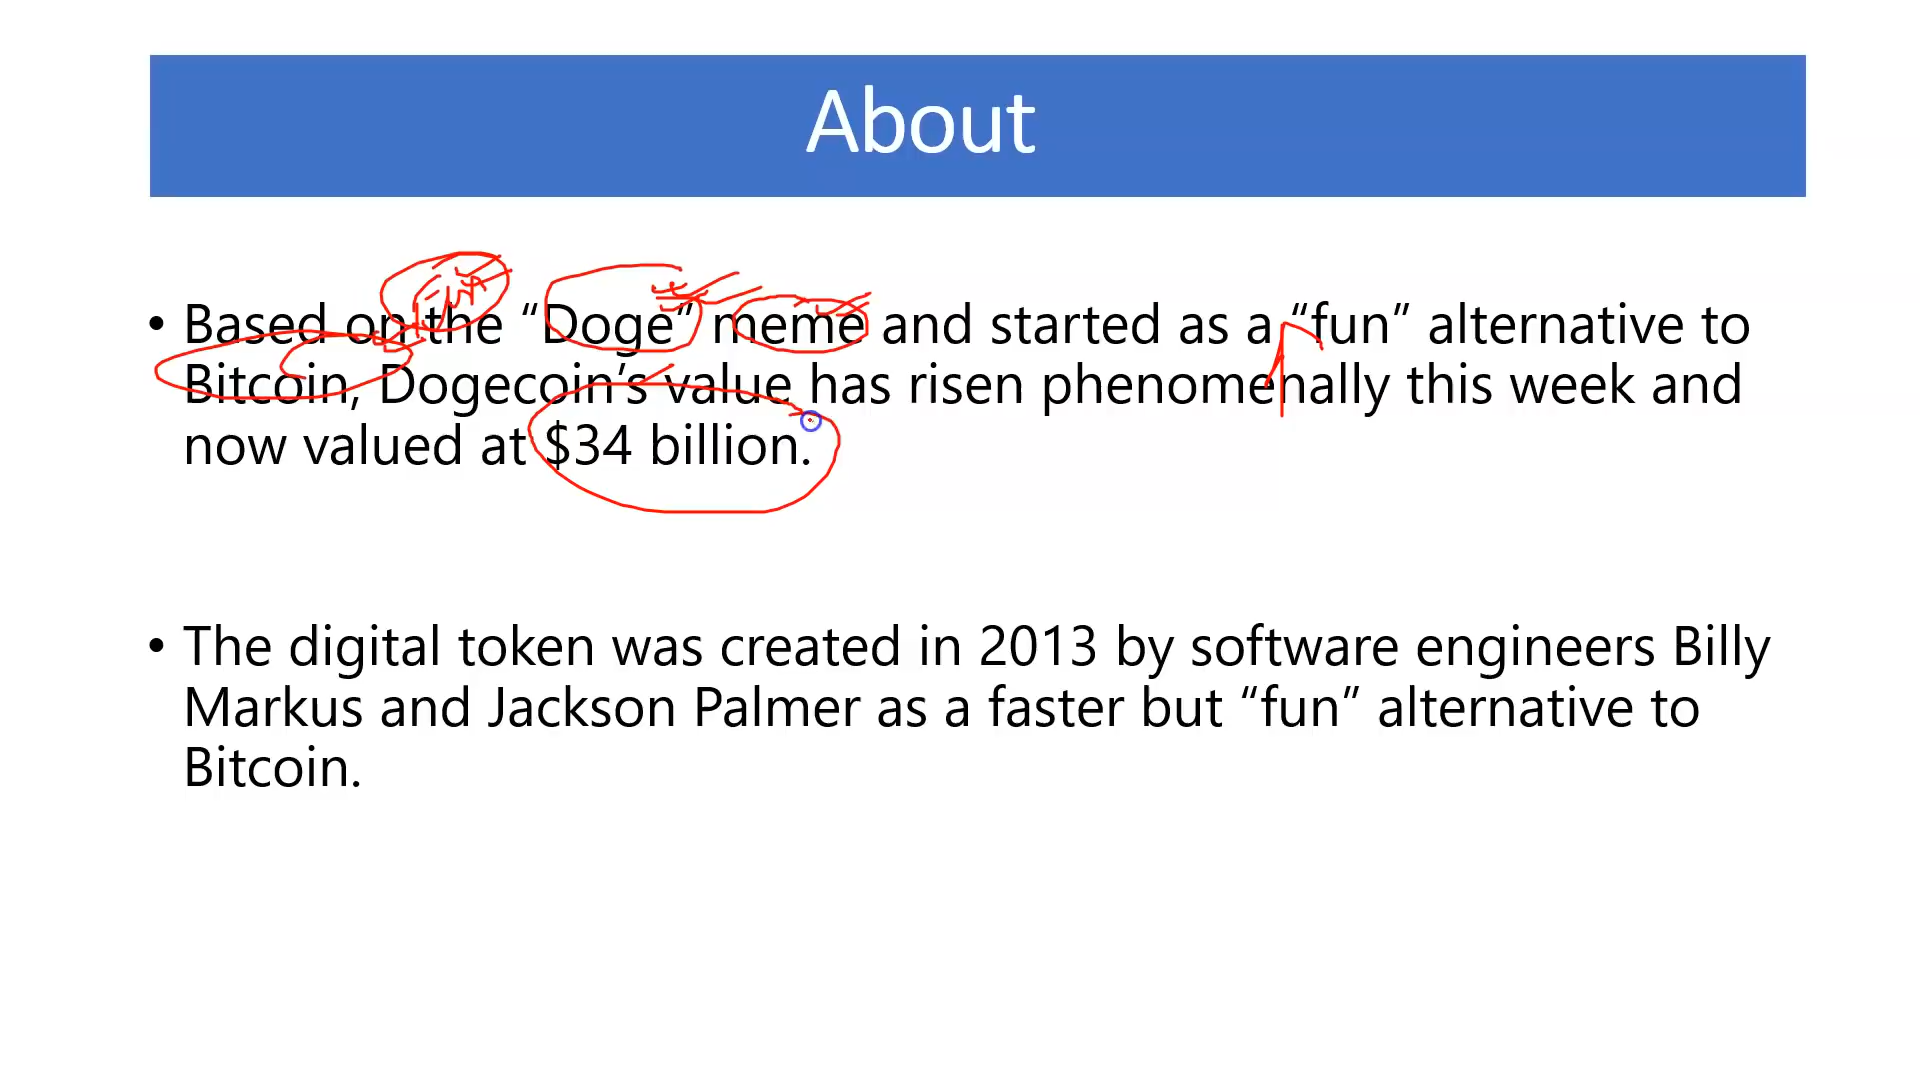 About
• Based on the “Doge” meme and started as a “fun” alternative to
Bitcoin, Dogecoin’s value has risen phenomenally this week and
now valued at $34 billion.
• The digital token was created in 2013 by software engineers Billy
Markus and Jackson Palmer as a faster but “fun” alternative to
Bitcoin.